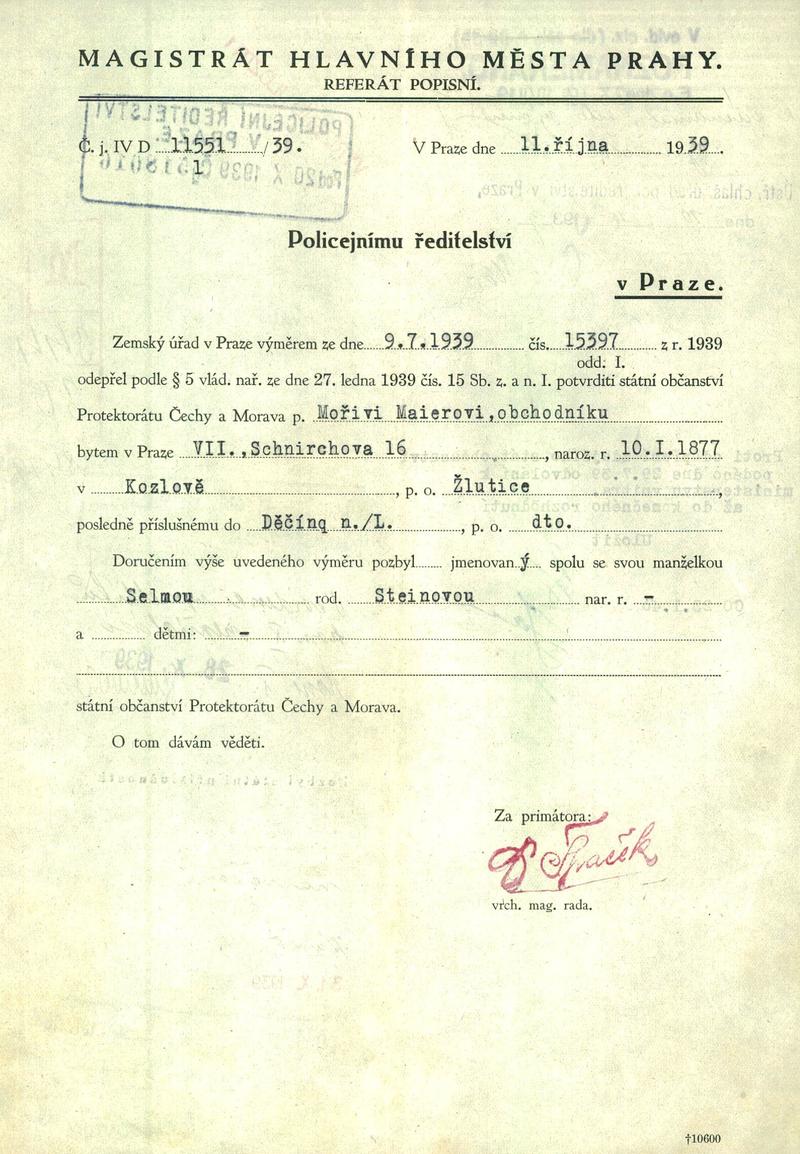 MAGISTRÁT HLAVNÍHO MĚSTA PRAHY.
REFERÁT POPISNÍ.
Č. j. IV D 11551 / 39. V Praze dne 11.října 1939.
1
Policejnímu ředitelství
v Praze.
Zemský úřad v Praze výměrem ze dne 9.7.1939 čís. 15397 z r. 1939
odd. I.
odepřel podle § 5 vlád. nař. ze dne 27. ledna 1939 čís. 15 Sb. z. a n. I. potvrditi státní občanství
Protektorátu Čechy a Morava p. Mořivi Maierovi,obchodníku
bytem v Praze VII.,Schnirchova 16, naroz. r. 10.I.1877
v Kozlově, p. o. Žlutice,
posledně příslušnému do Děčínq n./L., p. o. dto.
Doručením výše uvedeného výměru pozbyl jmenovaný spolu se svou manželkou
Selmou rod. Steinovou nar. r. -
a dětmi: -
státní občanství Protektorátu Čechy a Morava.
O tom dávám věděti.
Za primátora:
vrch. mag. rada.
†10600